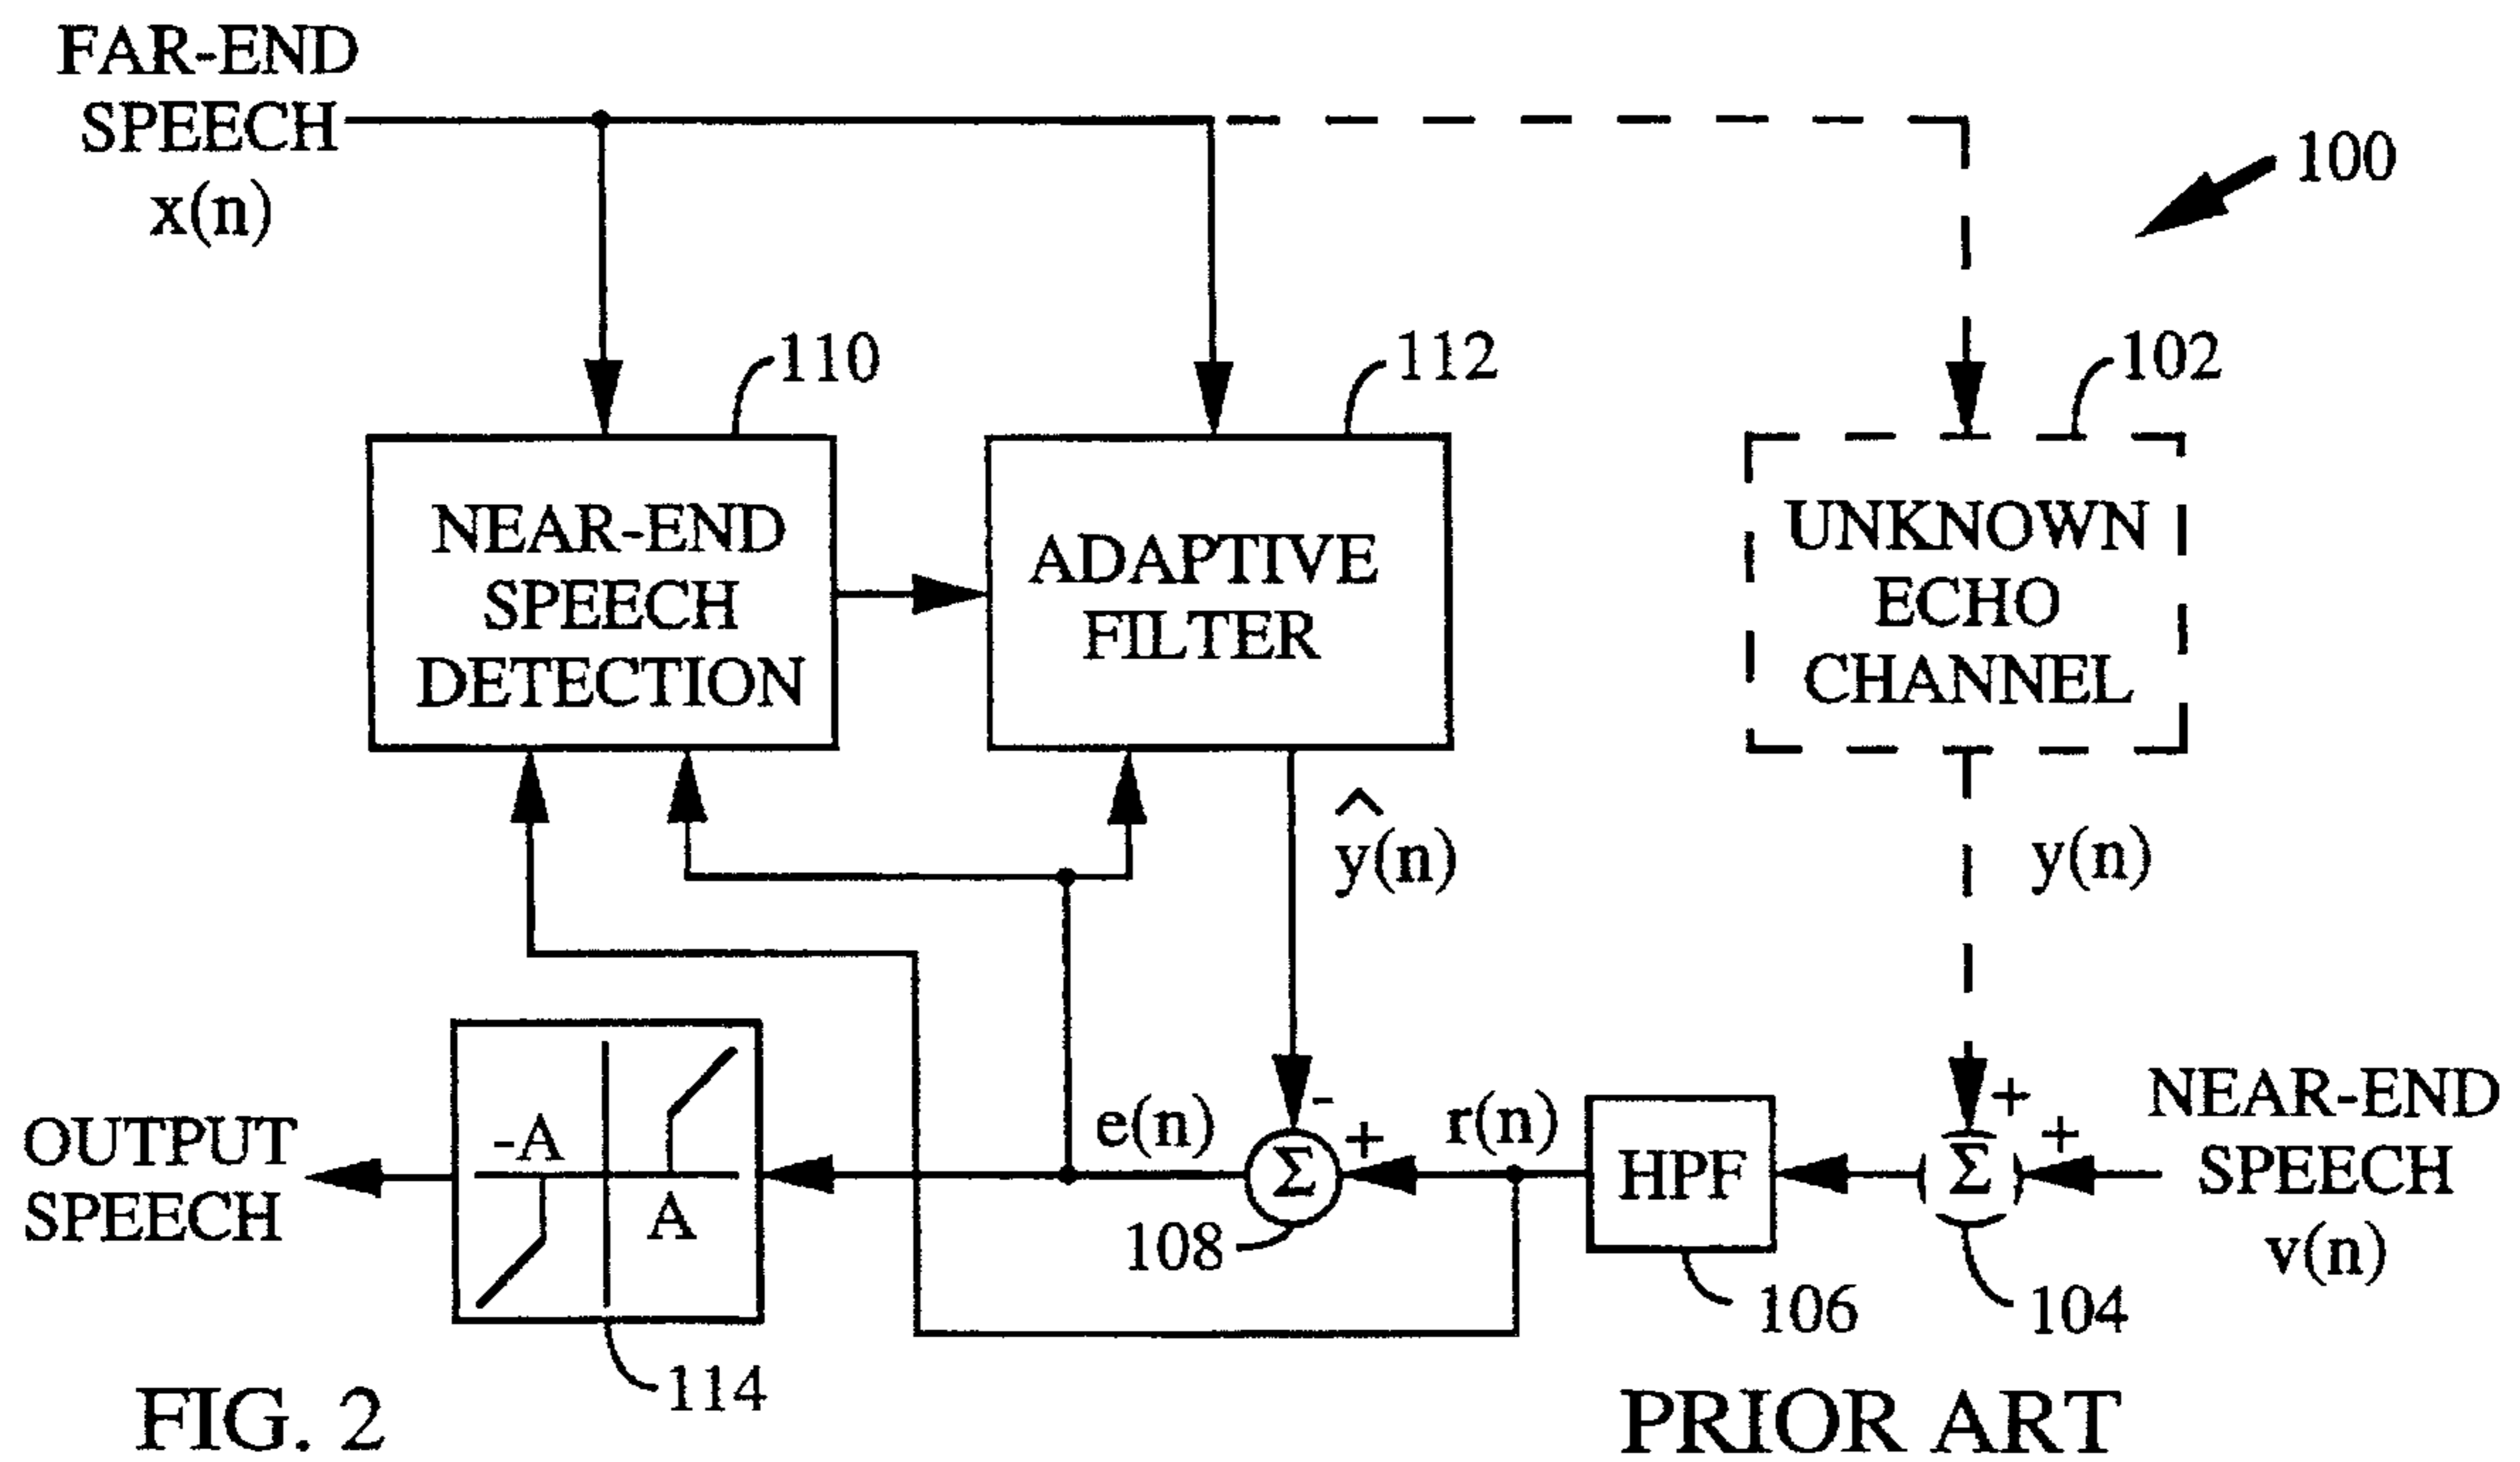 FAR-END
SPEECH
x(n)
100
110
112
102
NEAR-END
SPEECH
DETECTION
ADAPTIVE
FILTER
UNKNOWN
ECHO
CHANNEL
ŷ(n)
y(n)
OUTPUT
SPEECH
-A
A
114
e(n)
-
+
Σ
108
r(n)
HPF
106
+
+
Σ
104
NEAR-END
SPEECH
v(n)
FIG. 2
PRIOR ART